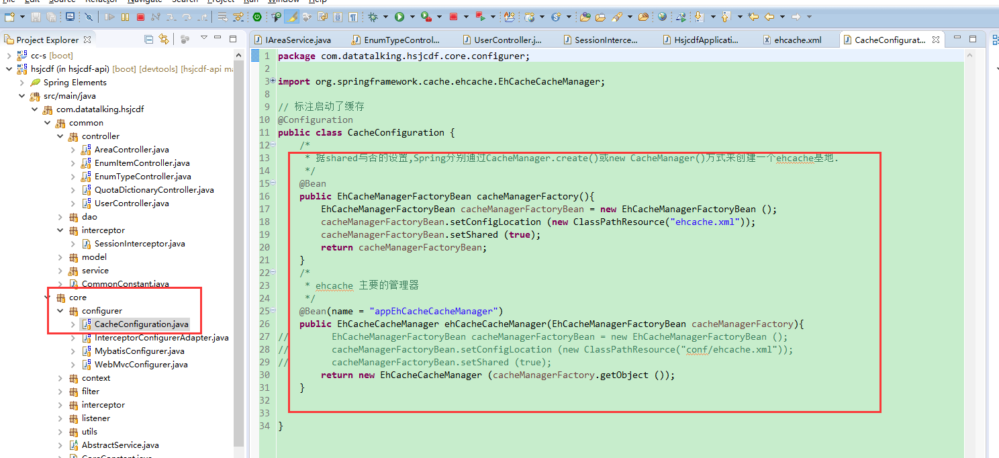 Project Explorer
cc-s [boot]
hsjcdf (in hsjcdf-api) [boot] [devtools] [hsjcdf-api ma
Spring Elements
src/main/java
com.datatalking.hsjcdf
common
controller
AreaController.java
EnumItemController.java
EnumTypeController.java
QuotaDictionaryController.java
UserController.java
dao
interceptor
SessionInterceptor.java
model
service
CommonConstant.java
core
configurer
CacheConfiguration.java
InterceptorConfigurerAdapter.java
MybatisConfigurer.java
WebMvcConfigurer.java
context
filter
interceptor
listener
utils
AbstractService.java
IAreaService.java
EnumTypeControl...
UserController.j...
SessionInterce...
HsjcdfApplicati...
ehcache.xml
CacheConfigurat...
1 package com.datatalking.hsjcdf.core.configurer;
2
3 import org.springframework.cache.ehcache.EhCacheCacheManager;
8
9 // 标注启动了缓存
10 @Configuration
11 public class CacheConfiguration {
12 /*
13 * 据shared与否的设置,Spring分别通过CacheManager.create()或new CacheManager()方式来创建一个ehcache基地.
14 */
15 @Bean
16 public EhCacheManagerFactoryBean cacheManagerFactory(){
17 EhCacheManagerFactoryBean cacheManagerFactoryBean = new EhCacheManagerFactoryBean ();
18 cacheManagerFactoryBean.setConfigLocation (new ClassPathResource("ehcache.xml"));
19 cacheManagerFactoryBean.setShared (true);
20 return cacheManagerFactoryBean;
21 }
22 /*
23 * ehcache 主要的管理器
24 */
25 @Bean(name = "appEhCacheCacheManager")
26 public EhCacheCacheManager ehCacheCacheManager(EhCacheManagerFactoryBean cacheManagerFactory){
27 // EhCacheManagerFactoryBean cacheManagerFactoryBean = new EhCacheManagerFactoryBean ();
28 // cacheManagerFactoryBean.setConfigLocation (new ClassPathResource("conf/ehcache.xml"));
29 // cacheManagerFactoryBean.setShared (true);
30 return new EhCacheCacheManager (cacheManagerFactory.getObject ());
31 }
32
33
34 }